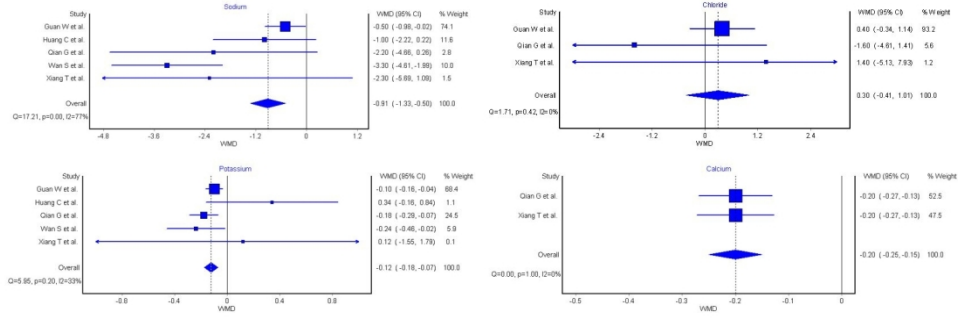 Sodium
Study WMD (95% CI) % Weight
Guan W et al. -0.50 (-0.98, -0.02) 74.1
Huang C et al. -1.00 (-2.22, 0.22) 11.6
Qian G et al. -2.20 (-4.66, 0.26) 2.8
Wan S et al. -3.30 (-4.61, -1.99) 10.0
Xiang T et al. -2.30 (-5.68, 1.08) 1.5
Overall -0.91 (-1.33, -0.50) 100.0
Q=17.21, p=0.00, I2=77%
-4.8 -3.6 -2.4 -1.2 0 1.2
WMD
Chloride
Study WMD (95% CI) % Weight
Guan W et al. 0.40 (-0.34, 1.14) 93.2
Qian G et al. -1.60 (-4.61, 1.41) 5.6
Xiang T et al. 1.40 (-5.13, 7.93) 1.2
Overall 0.30 (-0.41, 1.01) 100.0
Q=1.71, p=0.42, I2=0%
-2.4 -1.2 0 1.2 2.4
WMD
Potassium
Study WMD (95% CI) % Weight
Guan W et al. -0.10 (-0.16, -0.04) 68.4
Huang C et al. 0.34 (-0.16, 0.84) 1.1
Qian G et al. -0.18 (-0.29, -0.07) 24.5
Wan S et al. -0.24 (-0.46, -0.02) 5.9
Xiang T et al. 0.12 (-1.55, 1.79) 0.1
Overall -0.12 (-0.18, -0.07) 100.0
Q=5.95, p=0.20, I2=33%
-0.8 -0.4 0 0.4 0.8
WMD
Calcium
Study WMD (95% CI) % Weight
Qian G et al. -0.20 (-0.27, -0.13) 52.5
Xiang T et al. -0.20 (-0.27, -0.13) 47.5
Overall -0.20 (-0.25, -0.15) 100.0
Q=0.00, p=1.00, I2=0%
-0.5 -0.4 -0.3 -0.2 -0.1 0
WMD